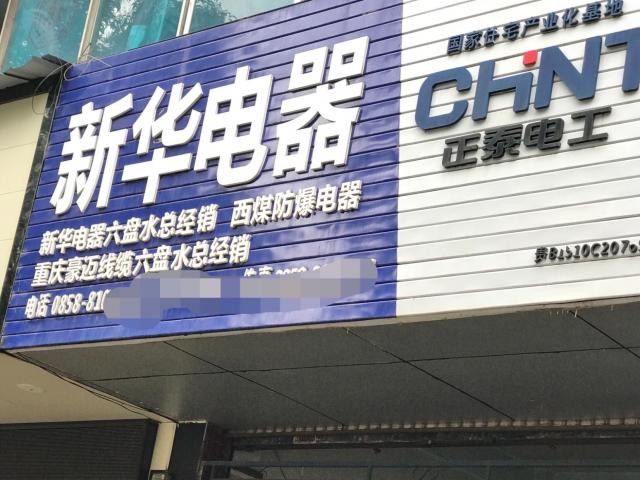 新华电器
新华电器六盘水总经销 西煤防爆电器
重庆豪迈线缆六盘水总经销
电话 0858-810
国家住宅产业化基地
CHNT
正泰电工